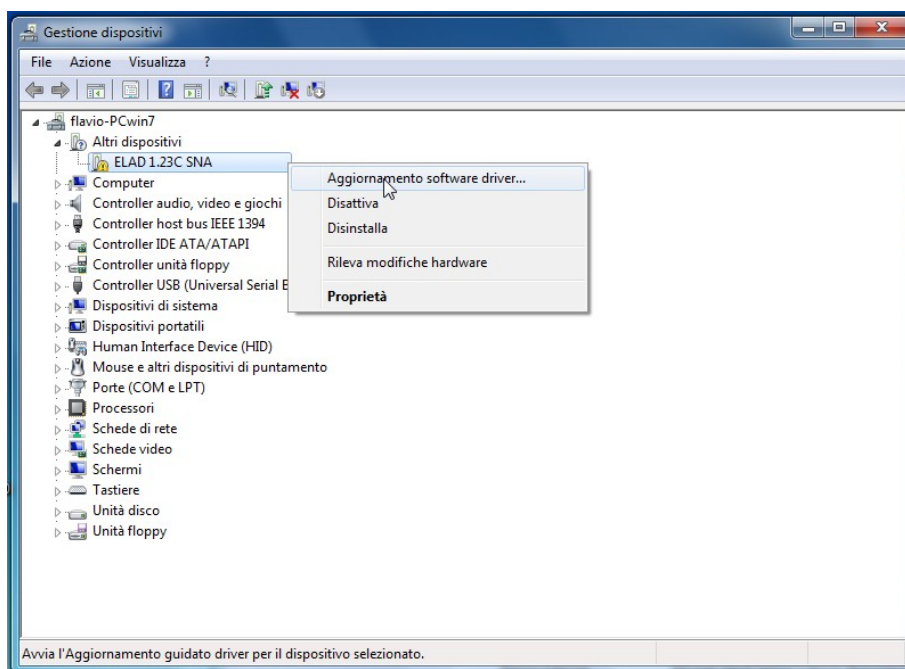 Gestione dispositivi
File Azione Visualizza ?
flavio-PCwin7
Altri dispositivi
ELAD 1.23C SNA
Computer
Controller audio, video e giochi
Controller host bus IEEE 1394
Controller IDE ATA/ATAPI
Controller unità floppy
Controller USB (Universal Serial B
Dispositivi di sistema
Dispositivi portatili
Human Interface Device (HID)
Mouse e altri dispositivi di puntamento
Porte (COM e LPT)
Processori
Schede di rete
Schede video
Schermi
Tastiere
Unità disco
Unità floppy
Aggiornamento software driver...
Disattiva
Disinstalla
Rileva modifiche hardware
Proprietà
Avvia l'Aggiornamento guidato driver per il dispositivo selezionato.